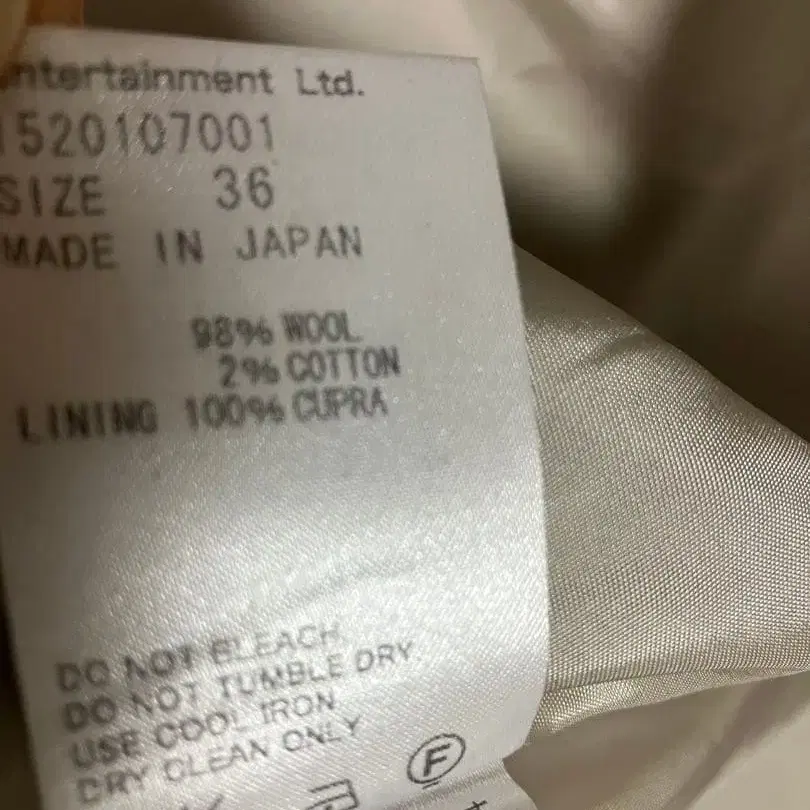 ntertainment Ltd.
1520107001
SIZE 36
MADE IN JAPAN
98% WOOL
2% COTTON
LINING 100% CUPRA
DO NOT BLEACH
DO NOT TUMBLE DRY.
USE COOL IRON
DRY CLEAN ONLY
F